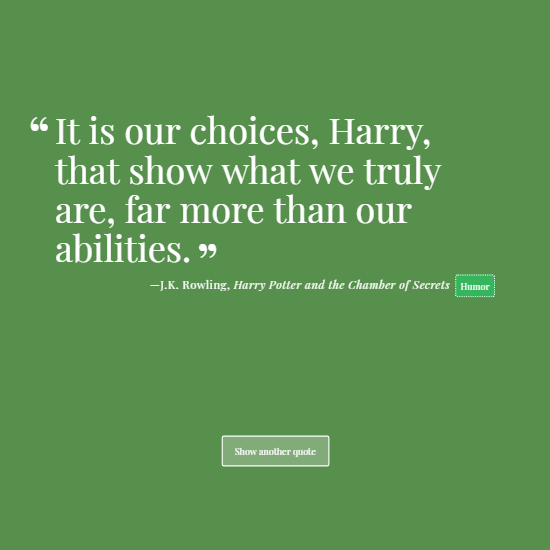 ❝ It is our choices, Harry,
that show what we truly
are, far more than our
abilities. ❞
—J.K. Rowling, Harry Potter and the Chamber of Secrets Humor
Show another quote